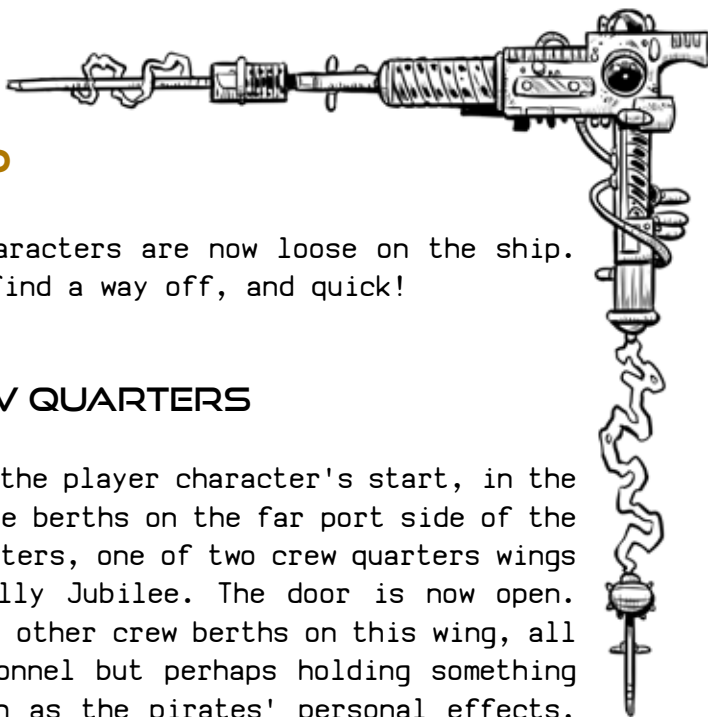 aracters are now loose on the ship.
find a way off, and quick!
QUARTERS
the player character's start, in the
e berths on the far port side of the
ters, one of two crew quarters wings
lly Jubilee. The door is now open.
other crew berths on this wing, all
onnel but perhaps holding something
as the pirates' personal effects.